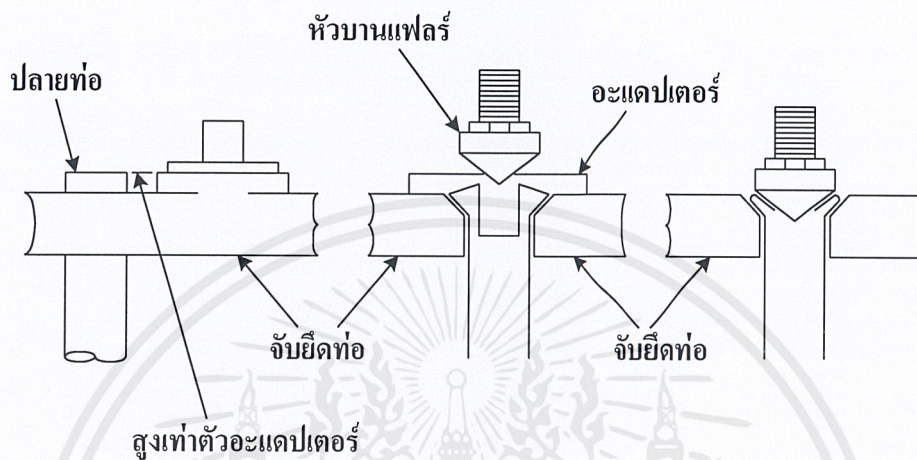 หัวบานแฟลร์
ปลายท่อ
อะแดปเตอร์
จับยึดท่อ
จับยึดท่อ
สูงเท่าตัวอะแดปเตอร์